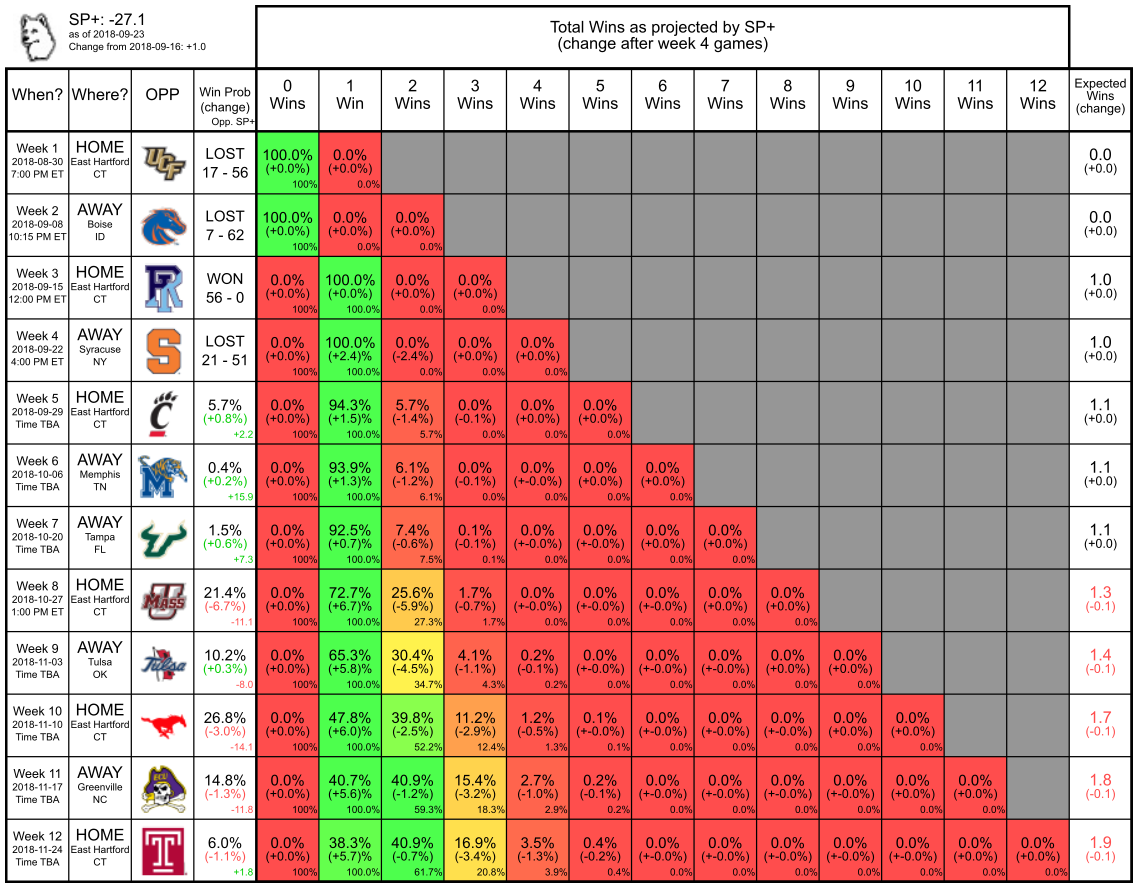 SP+: -27.1
as of 2018-09-23
Change from 2018-09-16: +1.0
Total Wins as projected by SP+
(change after week 4 games)
When? Where? OPP Win Prob (change) Opp. SP+ 0 Wins 1 Win 2 Wins 3 Wins 4 Wins 5 Wins 6 Wins 7 Wins 8 Wins 9 Wins 10 Wins 11 Wins 12 Wins Expected Wins (change)
Week 1 HOME UCF LOST 100.0% 0.0% 0.0
2018-08-30 East Hartford 17 - 56 (+0.0%) (+0.0%) (+0.0)
7:00 PM ET CT 100% 0.0%
Week 2 AWAY LOST 100.0% 0.0% 0.0% 0.0
2018-09-08 Boise 7 - 62 (+0.0%) (+0.0%) (+0.0%) (+0.0)
10:15 PM ET ID 100% 0.0% 0.0%
Week 3 HOME R WON 0.0% 100.0% 0.0% 0.0% 1.0
2018-09-15 East Hartford 56 - 0 (+0.0%) (+0.0%) (+0.0%) (+0.0%) (+0.0)
12:00 PM ET CT 100% 100.0% 0.0% 0.0%
Week 4 AWAY S LOST 0.0% 100.0% 0.0% 0.0% 0.0% 1.0
2018-09-22 Syracuse 21 - 51 (+0.0%) (+2.4)% (-2.4%) (+0.0%) (+0.0%) (+0.0)
4:00 PM ET NY 100% 100.0% 0.0% 0.0% 0.0%
Week 5 HOME C 5.7% 0.0% 94.3% 5.7% 0.0% 0.0% 0.0% 1.1
2018-09-29 East Hartford (+0.8%) (+0.0%) (+1.5)% (-1.4%) (-0.1%) (+0.0%) (+0.0%) (+0.0)
Time TBA CT +2.2 100% 100.0% 5.7% 0.0% 0.0% 0.0%
Week 6 AWAY M 0.4% 0.0% 93.9% 6.1% 0.0% 0.0% 0.0% 0.0% 1.1
2018-10-06 Memphis (+0.2%) (+0.0%) (+1.3)% (-1.2%) (-0.1%) (+-0.0%) (+0.0%) (+0.0%) (+0.0)
Time TBA TN +15.9 100% 100.0% 6.1% 0.0% 0.0% 0.0% 0.0%
Week 7 AWAY 1.5% 0.0% 92.5% 7.4% 0.1% 0.0% 0.0% 0.0% 0.0% 1.1
2018-10-20 Tampa (+0.6%) (+0.0%) (+0.7)% (-0.6%) (-0.1%) (+-0.0%) (+-0.0%) (+0.0%) (+0.0%) (+0.0)
Time TBA FL +7.3 100% 100.0% 7.5% 0.1% 0.0% 0.0% 0.0% 0.0%
Week 8 HOME MASS 21.4% 0.0% 72.7% 25.6% 1.7% 0.0% 0.0% 0.0% 0.0% 0.0% 1.3
2018-10-27 East Hartford (-6.7%) (+0.0%) (+6.7)% (-5.9%) (-0.7%) (+-0.0%) (+-0.0%) (+-0.0%) (+0.0%) (+0.0%) (-0.1)
1:00 PM ET CT -11.1 100% 100.0% 27.3% 1.7% 0.0% 0.0% 0.0% 0.0% 0.0%
Week 9 AWAY Tulsa 10.2% 0.0% 65.3% 30.4% 4.1% 0.2% 0.0% 0.0% 0.0% 0.0% 0.0% 1.4
2018-11-03 Tulsa (+0.3%) (+0.0%) (+5.8)% (-4.5%) (-1.1%) (-0.1%) (+-0.0%) (+-0.0%) (+-0.0%) (+0.0%) (+0.0%) (-0.1)
Time TBA OK -8.0 100% 100.0% 34.7% 4.3% 0.2% 0.0% 0.0% 0.0% 0.0% 0.0%
Week 10 HOME 26.8% 0.0% 47.8% 39.8% 11.2% 1.2% 0.1% 0.0% 0.0% 0.0% 0.0% 0.0% 1.7
2018-11-10 East Hartford (-3.0%) (+0.0%) (+6.0)% (-2.5%) (-2.9%) (-0.5%) (+-0.0%) (+-0.0%) (+-0.0%) (+-0.0%) (+0.0%) (+0.0%) (-0.1)
Time TBA CT -14.1 100% 100.0% 52.2% 12.4% 1.3% 0.1% 0.0% 0.0% 0.0% 0.0% 0.0%
Week 11 AWAY ECU 14.8% 0.0% 40.7% 40.9% 15.4% 2.7% 0.2% 0.0% 0.0% 0.0% 0.0% 0.0% 0.0% 1.8
2018-11-17 Greenville (-1.3%) (+0.0%) (+5.6)% (-1.2%) (-3.2%) (-1.0%) (-0.1%) (+-0.0%) (+-0.0%) (+-0.0%) (+-0.0%) (+0.0%) (+0.0%) (-0.1)
Time TBA NC -11.8 100% 100.0% 59.3% 18.3% 2.9% 0.2% 0.0% 0.0% 0.0% 0.0% 0.0% 0.0%
Week 12 HOME T 6.0% 0.0% 38.3% 40.9% 16.9% 3.5% 0.4% 0.0% 0.0% 0.0% 0.0% 0.0% 0.0% 0.0% 1.9
2018-11-24 East Hartford (-1.1%) (+0.0%) (+5.7)% (-0.7%) (-3.4%) (-1.3%) (-0.2%) (+-0.0%) (+-0.0%) (+-0.0%) (+-0.0%) (+-0.0%) (+0.0%) (+0.0%) (-0.1)
Time TBA CT +1.8 100% 100.0% 61.7% 20.8% 3.9% 0.4% 0.0% 0.0% 0.0% 0.0% 0.0% 0.0% 0.0%